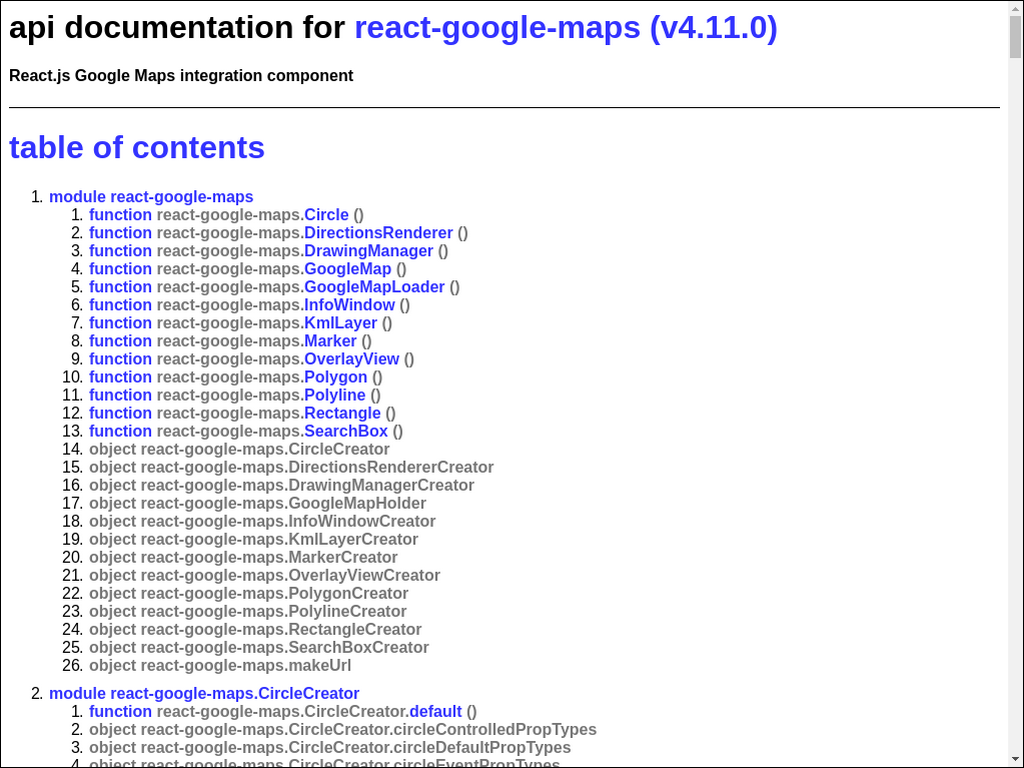 api documentation for react-google-maps (v4.11.0)
React.js Google Maps integration component
table of contents
1. module react-google-maps
1. function react-google-maps.Circle ()
2. function react-google-maps.DirectionsRenderer ()
3. function react-google-maps.DrawingManager ()
4. function react-google-maps.GoogleMap ()
5. function react-google-maps.GoogleMapLoader ()
6. function react-google-maps.InfoWindow ()
7. function react-google-maps.KmlLayer ()
8. function react-google-maps.Marker ()
9. function react-google-maps.OverlayView ()
10. function react-google-maps.Polygon ()
11. function react-google-maps.Polyline ()
12. function react-google-maps.Rectangle ()
13. function react-google-maps.SearchBox ()
14. object react-google-maps.CircleCreator
15. object react-google-maps.DirectionsRendererCreator
16. object react-google-maps.DrawingManagerCreator
17. object react-google-maps.GoogleMapHolder
18. object react-google-maps.InfoWindowCreator
19. object react-google-maps.KmlLayerCreator
20. object react-google-maps.MarkerCreator
21. object react-google-maps.OverlayViewCreator
22. object react-google-maps.PolygonCreator
23. object react-google-maps.PolylineCreator
24. object react-google-maps.RectangleCreator
25. object react-google-maps.SearchBoxCreator
26. object react-google-maps.makeUrl
2. module react-google-maps.CircleCreator
1. function react-google-maps.CircleCreator.default ()
2. object react-google-maps.CircleCreator.circleControlledPropTypes
3. object react-google-maps.CircleCreator.circleDefaultPropTypes
4. object react-google-maps.CircleCreator.circleEventPropTypes